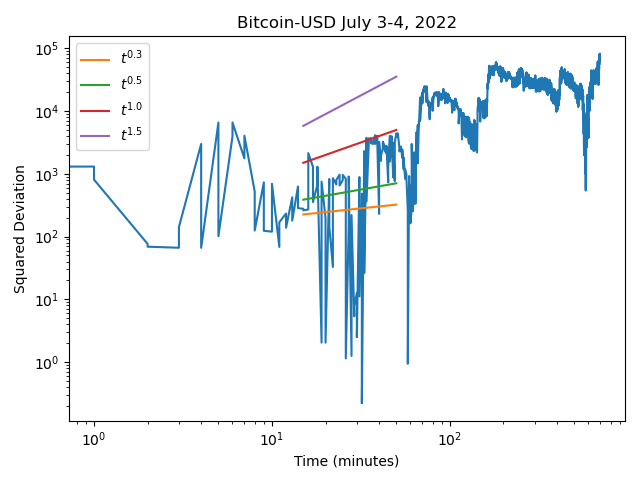 Bitcoin-USD July 3-4, 2022
t^0.3
t^0.5
t^1.0
t^1.5
Squared Deviation
10^5
10^4
10^3
10^2
10^1
10^0
10^0 10^1 10^2
Time (minutes)